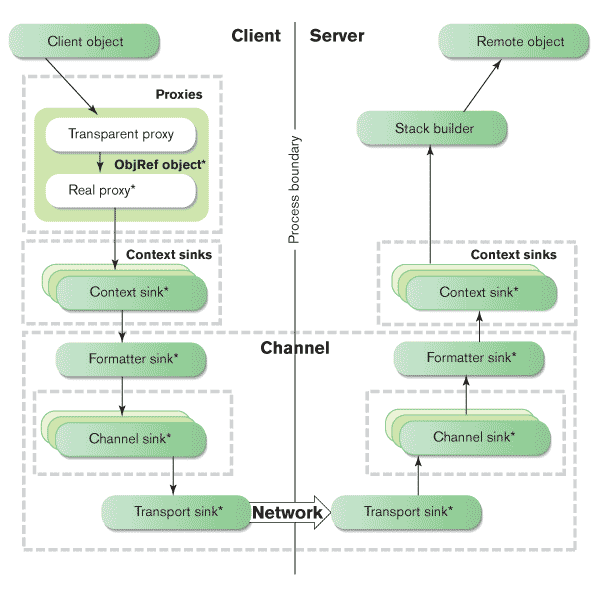 Client object
Client
Server
Remote object
Proxies
Transparent proxy
ObjRef object*
Real proxy*
Stack builder
Process boundary
Context sinks
Context sink*
Context sinks
Context sink*
Channel
Formatter sink*
Formatter sink*
Channel sink*
Channel sink*
Transport sink*
Network
Transport sink*